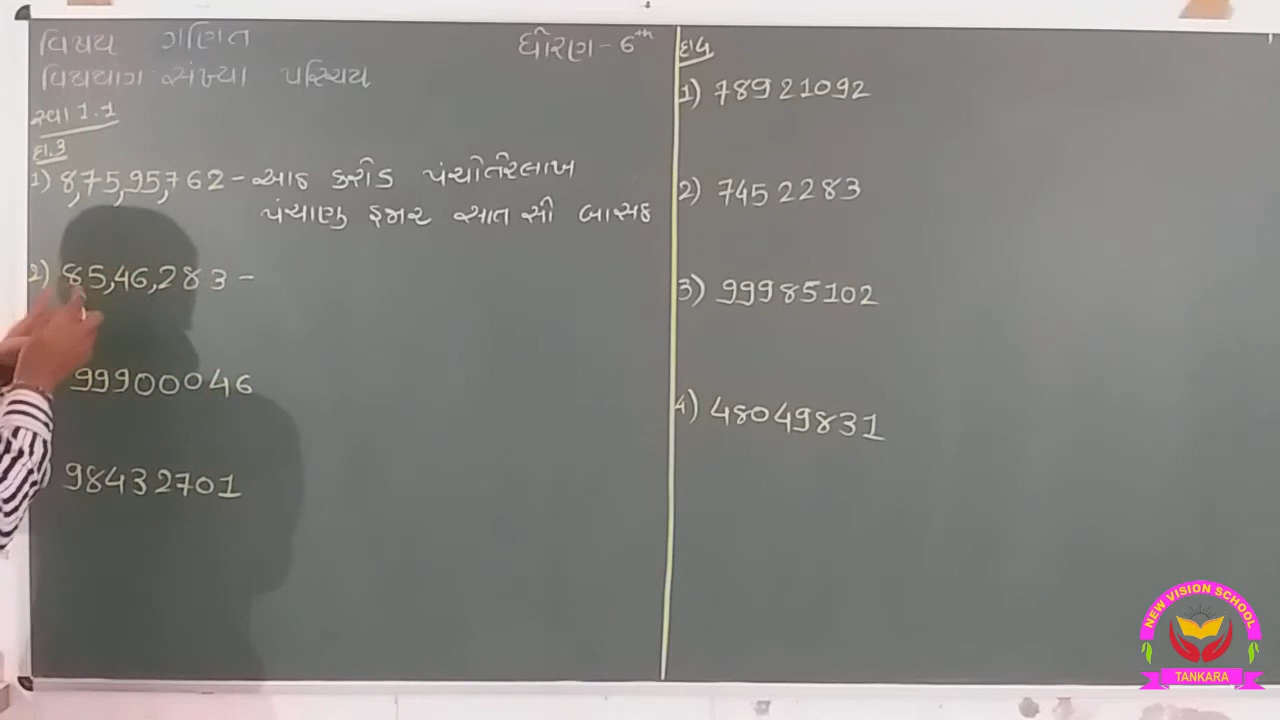 વિષય ગણિત
ધોરણ - 6th
વિષયાંગ સંખ્યા પરિચય
સ્વા 1.1
દા.3
1) 8,75,95,762 - આઠ કરોડ પંચોતેરલાખ
પંચાણુ હજાર સાત સૌ બાસઠ
2) 85,46,283 -
99900046
98432701
દા4
1) 78921092
2) 7452283
3) 99985102
4) 48049831
NEW VISION SCHOOL
TANKARA